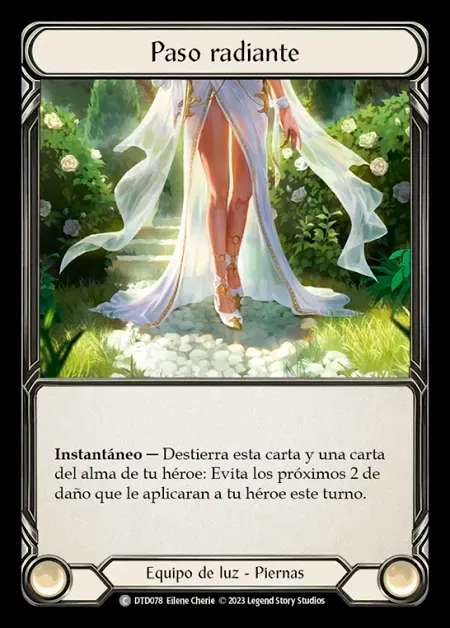 Paso radiante
Instantáneo — Destierra esta carta y una carta
del alma de tu héroe: Evita los próximos 2 de
daño que le aplicaran a tu héroe este turno.
Equipo de luz - Piernas
C DTD078 Eilene Cherie © 2023 Legend Story Studios